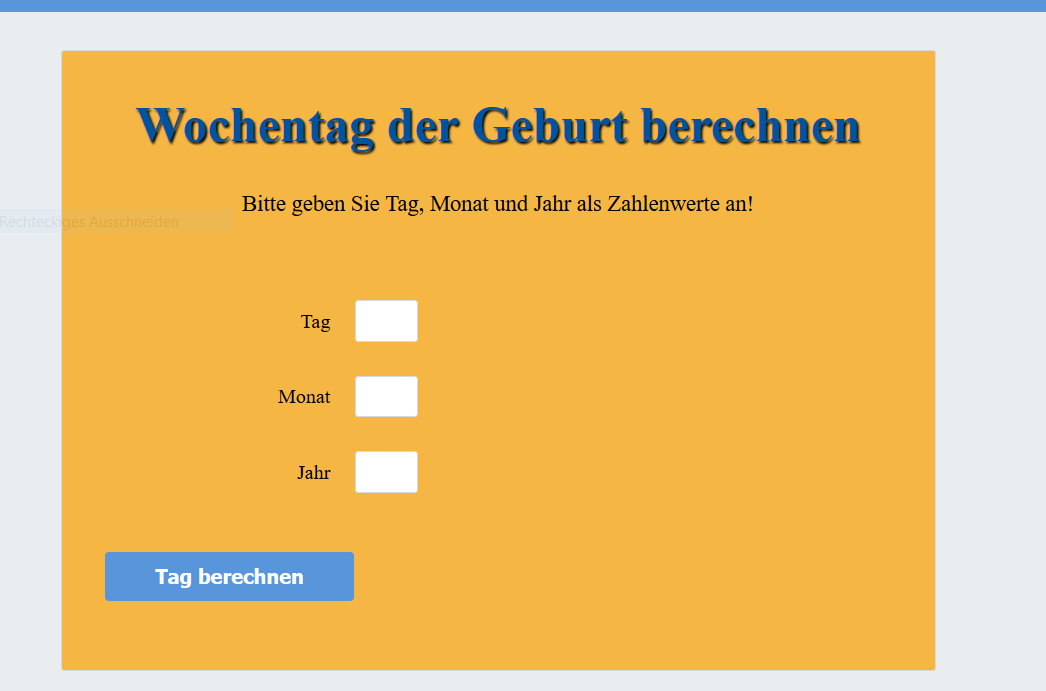 Wochentag der Geburt berechnen
Bitte geben Sie Tag, Monat und Jahr als Zahlenwerte an!
Rechteckiges Ausschneiden
Tag
Monat
Jahr
Tag berechnen